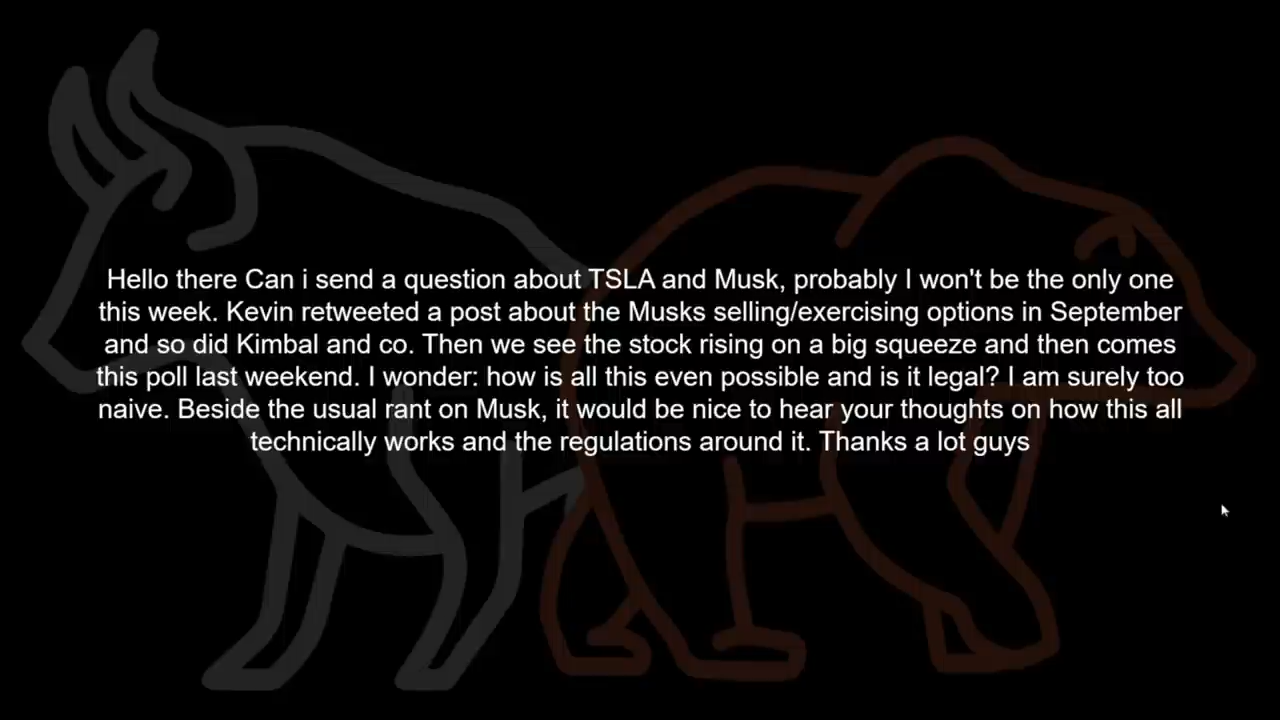 Hello there Can i send a question about TSLA and Musk, probably I won't be the only one
this week. Kevin retweeted a post about the Musks selling/exercising options in September
and so did Kimbal and co. Then we see the stock rising on a big squeeze and then comes
this poll last weekend. I wonder: how is all this even possible and is it legal? I am surely too
naive. Beside the usual rant on Musk, it would be nice to hear your thoughts on how this all
technically works and the regulations around it. Thanks a lot guys